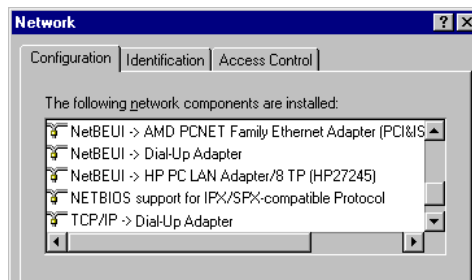 Network
Configuration Identification Access Control
The following network components are installed:
NetBEUI -> AMD PCNET Family Ethernet Adapter (PCI&IS
NetBEUI -> Dial-Up Adapter
NetBEUI -> HP PC LAN Adapter/8 TP (HP27245)
NETBIOS support for IPX/SPX-compatible Protocol
TCP/IP -> Dial-Up Adapter